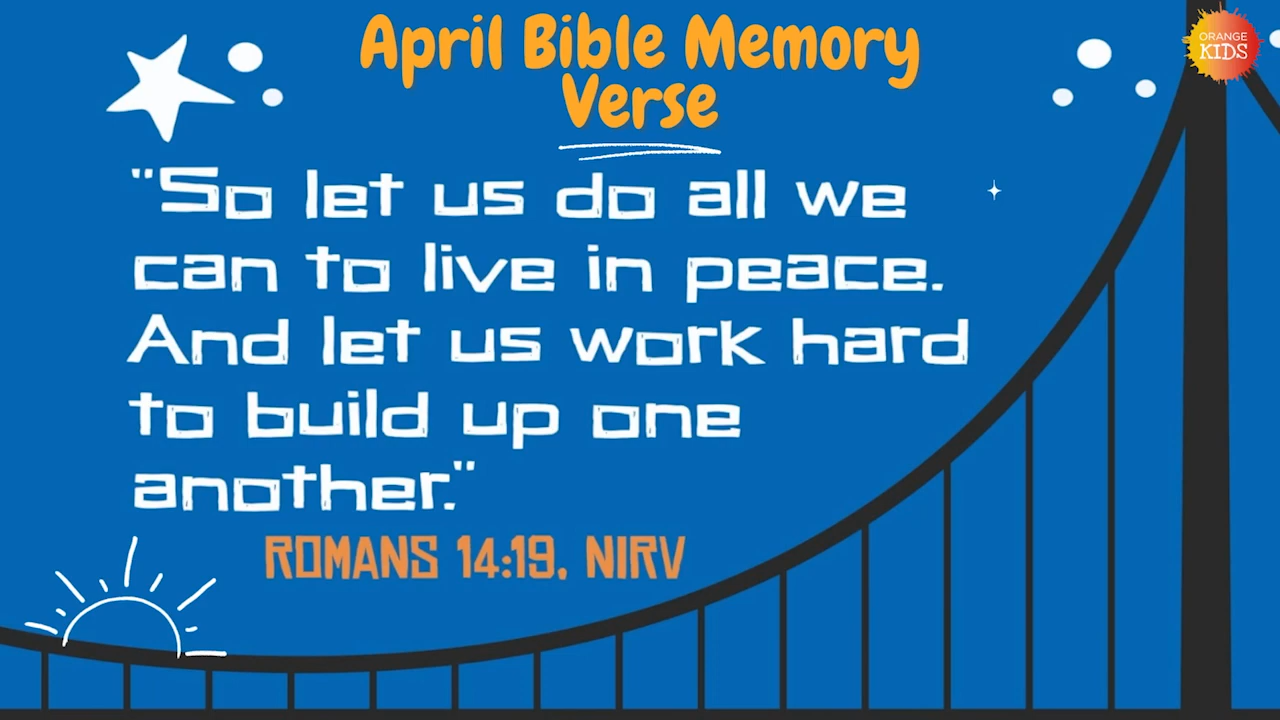 April Bible Memory
Verse
ORANGE
KIDS
"So let us do all we
can to live in peace.
And let us work hard
to build up one
another."
ROMANS 14:19, NIRV